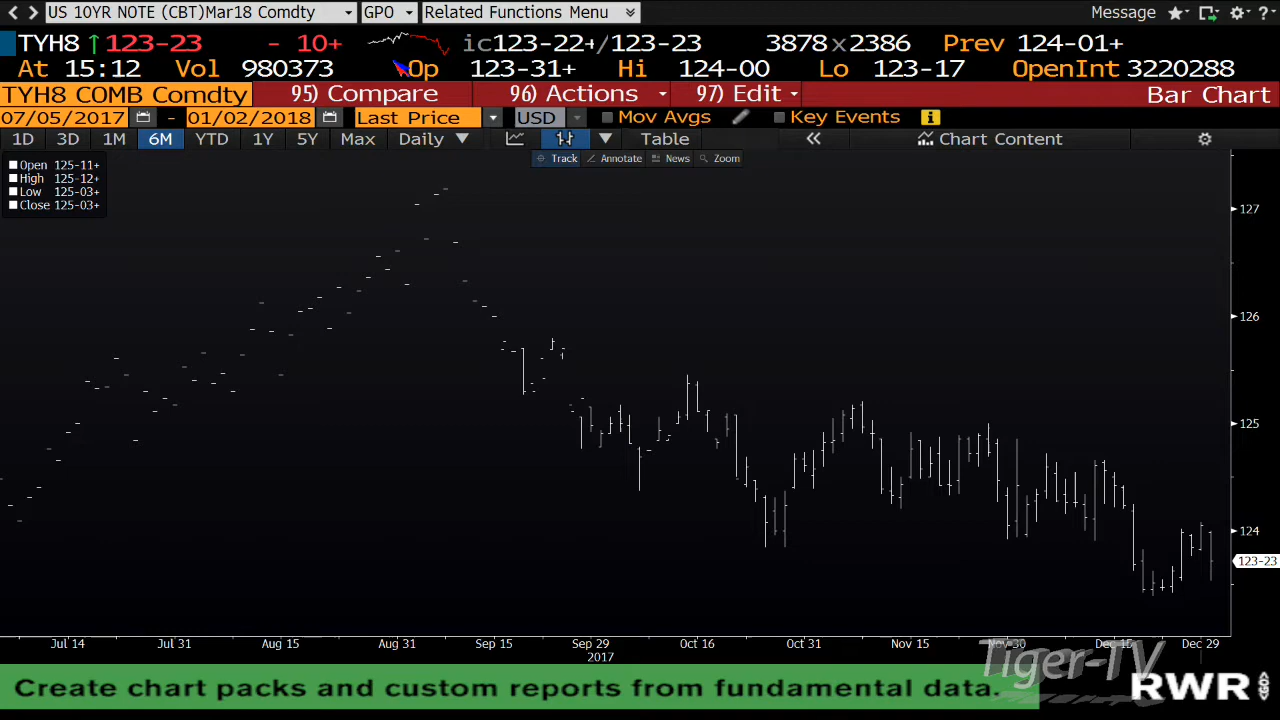 US 10YR NOTE (CBT)Mar18 Comdty GPO Related Functions Menu Message ?
TYH8 ↑123-23 - 10+ ic123-22+/123-23 3878x2386 Prev 124-01+
At 15:12 Vol 980373 Op 123-31+ Hi 124-00 Lo 123-17 OpenInt 3220288
TYH8 COMB Comdty 95) Compare 96) Actions 97) Edit Bar Chart
07/05/2017 - 01/02/2018 Last Price USD Mov Avgs Key Events i
1D 3D 1M 6M YTD 1Y 5Y Max Daily ▼ Table « Chart Content
Track Annotate News Zoom
Open 125-11+
High 125-12+
Low 125-03+
Close 125-03+
127
126
125
124
123-23
Jul 14 Jul 31 Aug 15 Aug 31 Sep 15 Sep 29 Oct 16 Oct 31 Nov 15 Nov 30 Dec 15 Dec 29
2017
Tiger-TV
Create chart packs and custom reports from fundamental data.
RWR